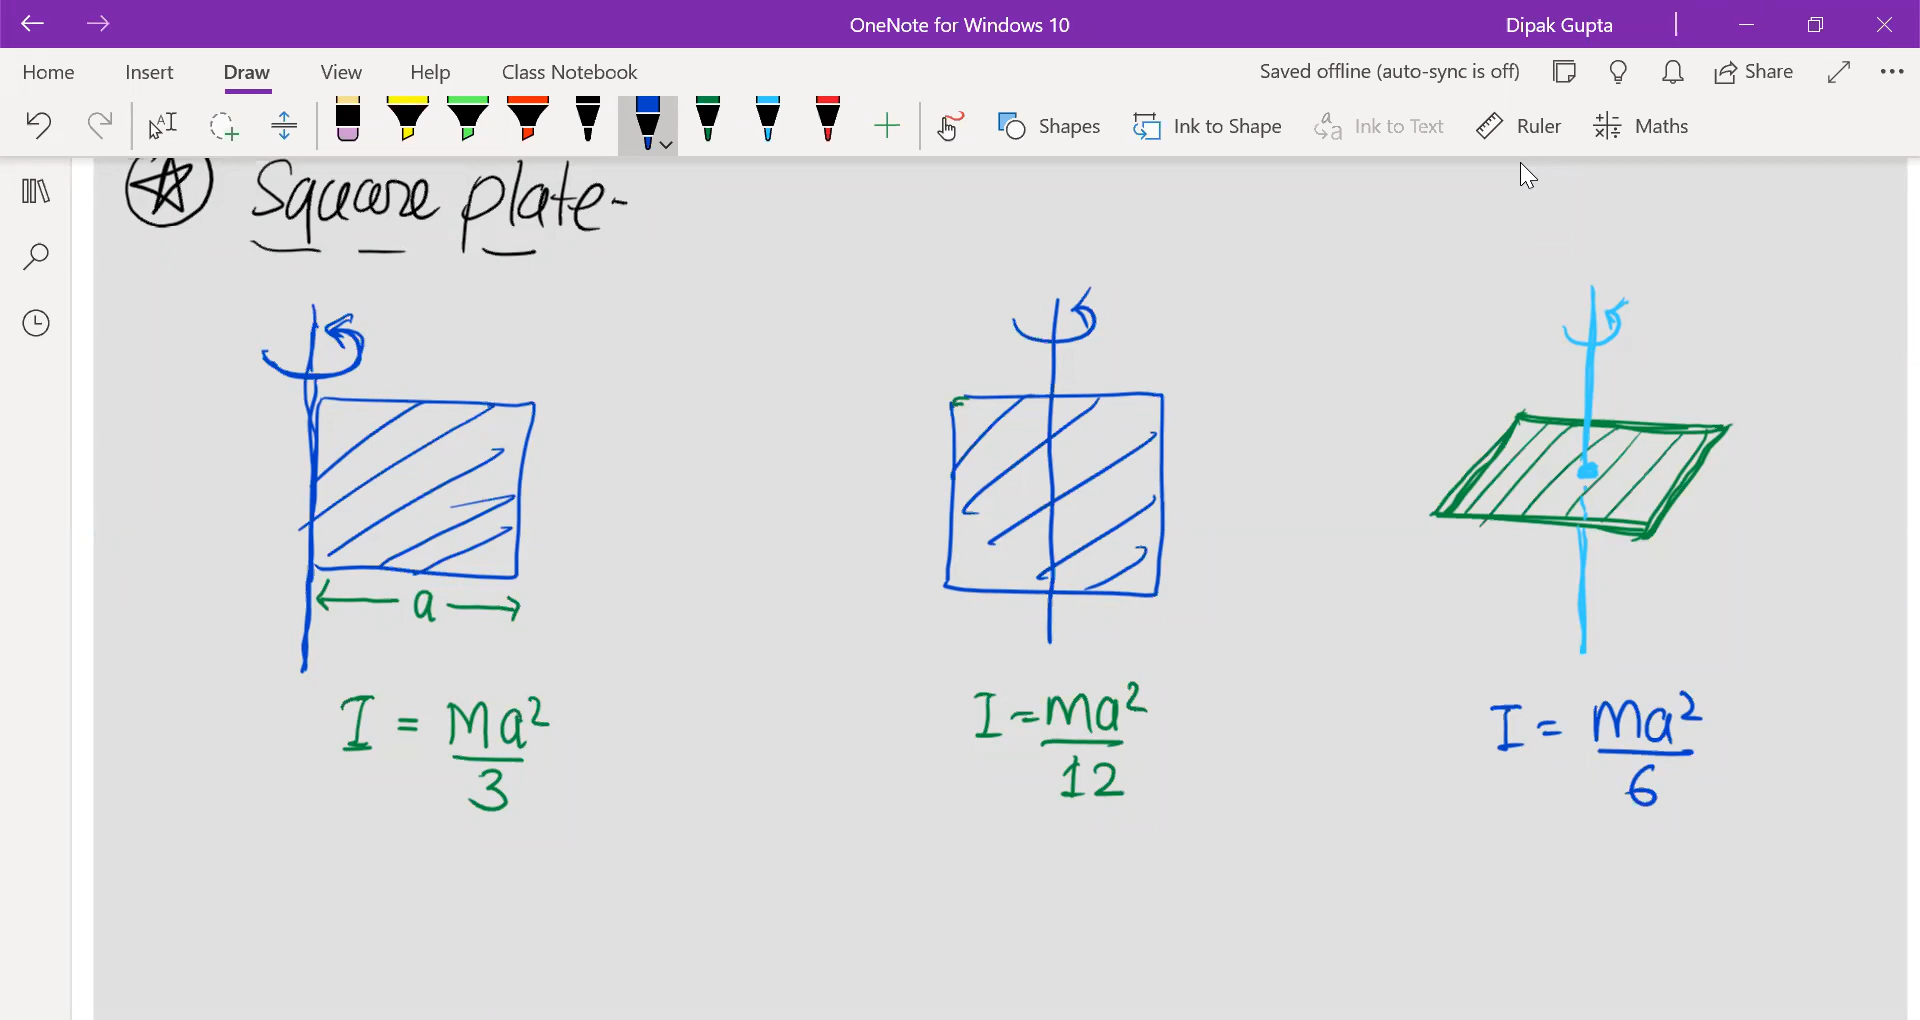 OneNote for Windows 10
Dipak Gupta
Home Insert Draw View Help Class Notebook
Saved offline (auto-sync is off) Share
Shapes Ink to Shape Ink to Text Ruler Maths
Square plate-
a
I = Ma²/3
I = ma²/12
I = ma²/6